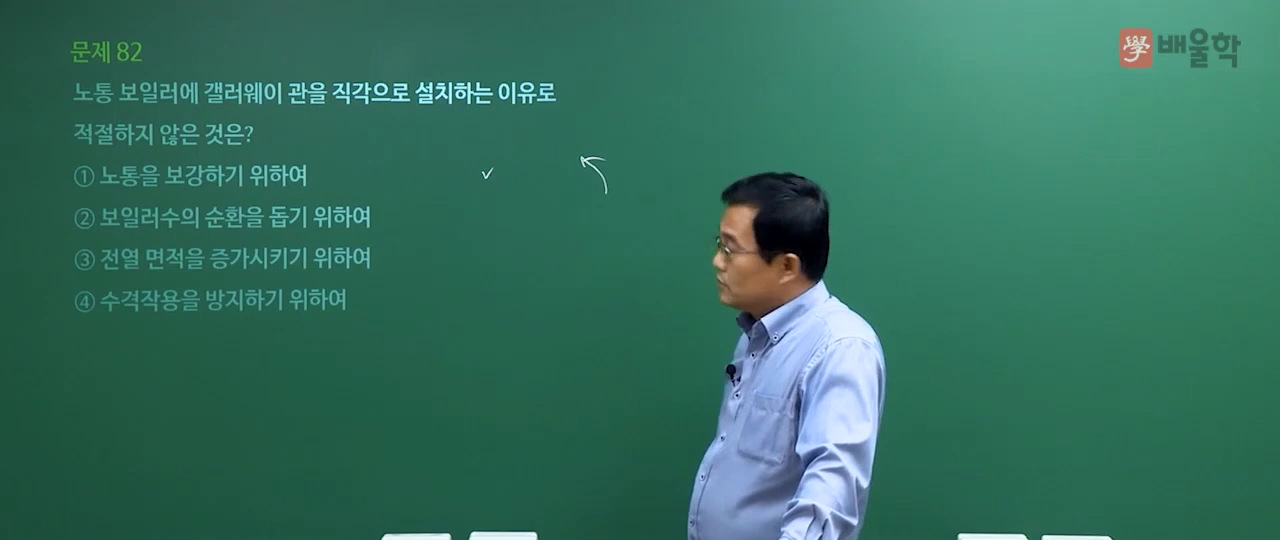 문제 82
學 배울학
노통 보일러에 갤러웨이 관을 직각으로 설치하는 이유로
적절하지 않은 것은?
① 노통을 보강하기 위하여
② 보일러수의 순환을 돕기 위하여
③ 전열 면적을 증가시키기 위하여
④ 수격작용을 방지하기 위하여